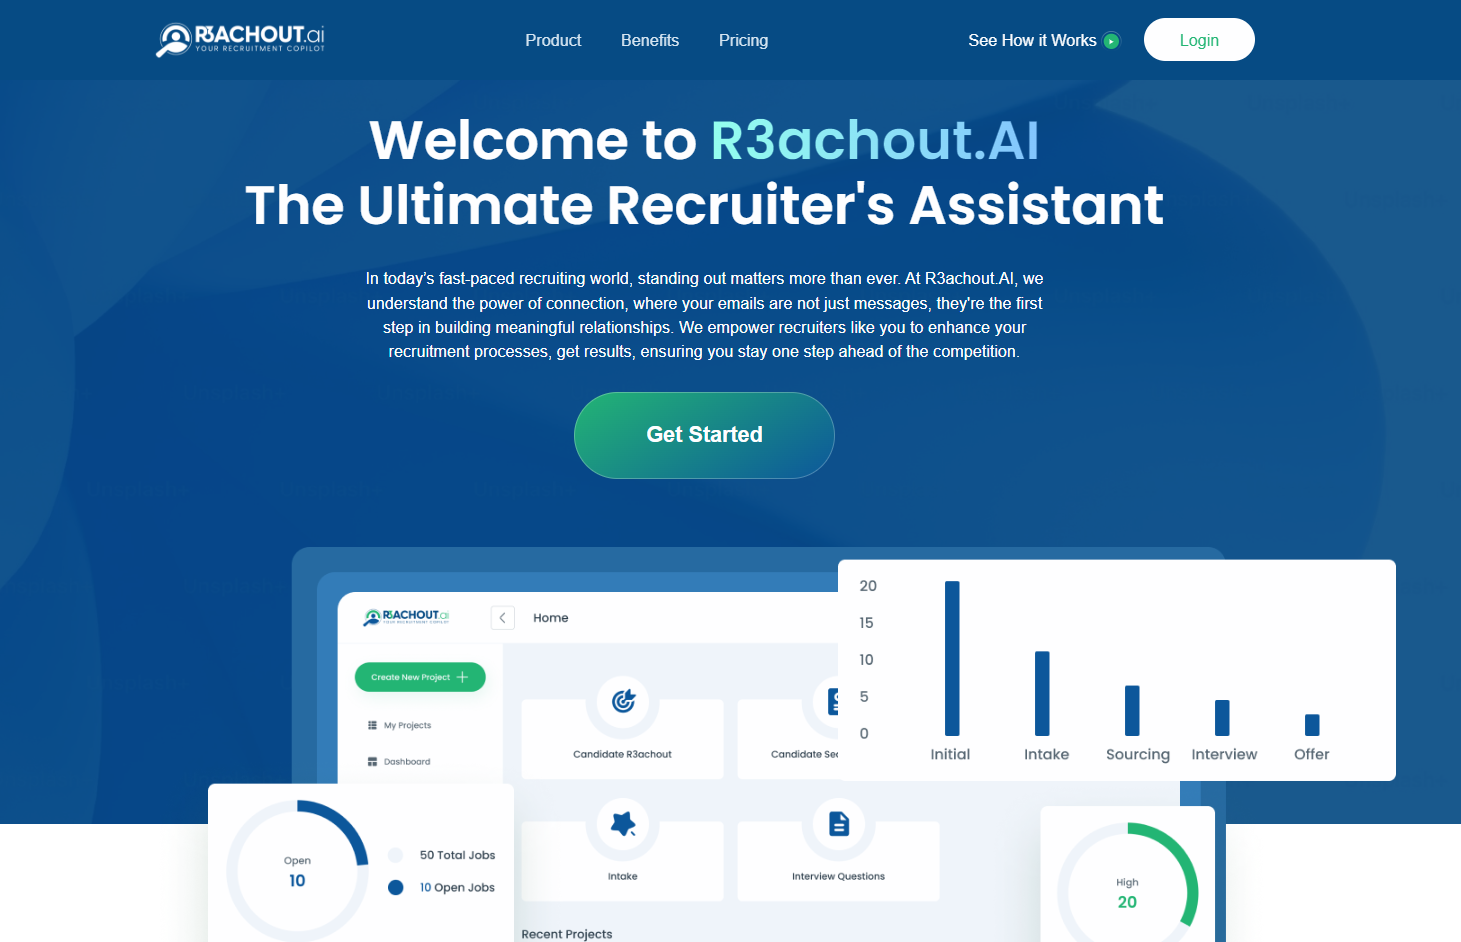 R3ACHOUT.ai
YOUR RECRUITMENT COPILOT
Product
Benefits
Pricing
See How it Works
Login
Welcome to R3achout.AI
The Ultimate Recruiter's Assistant
In today's fast-paced recruiting world, standing out matters more than ever. At R3achout.AI, we
understand the power of connection, where your emails are not just messages, they're the first
step in building meaningful relationships. We empower recruiters like you to enhance your
recruitment processes, get results, ensuring you stay one step ahead of the competition.
Get Started
R3ACHOUT.ai
YOUR RECRUITMENT COPILOT
Home
Create New Project
My Projects
Dashboard
Candidate R3achout
Candidate Sea
Intake
Interview Questions
Recent Projects
20
15
10
5
0
Initial
Intake
Sourcing
Interview
Offer
Open
10
50 Total Jobs
10 Open Jobs
High
20